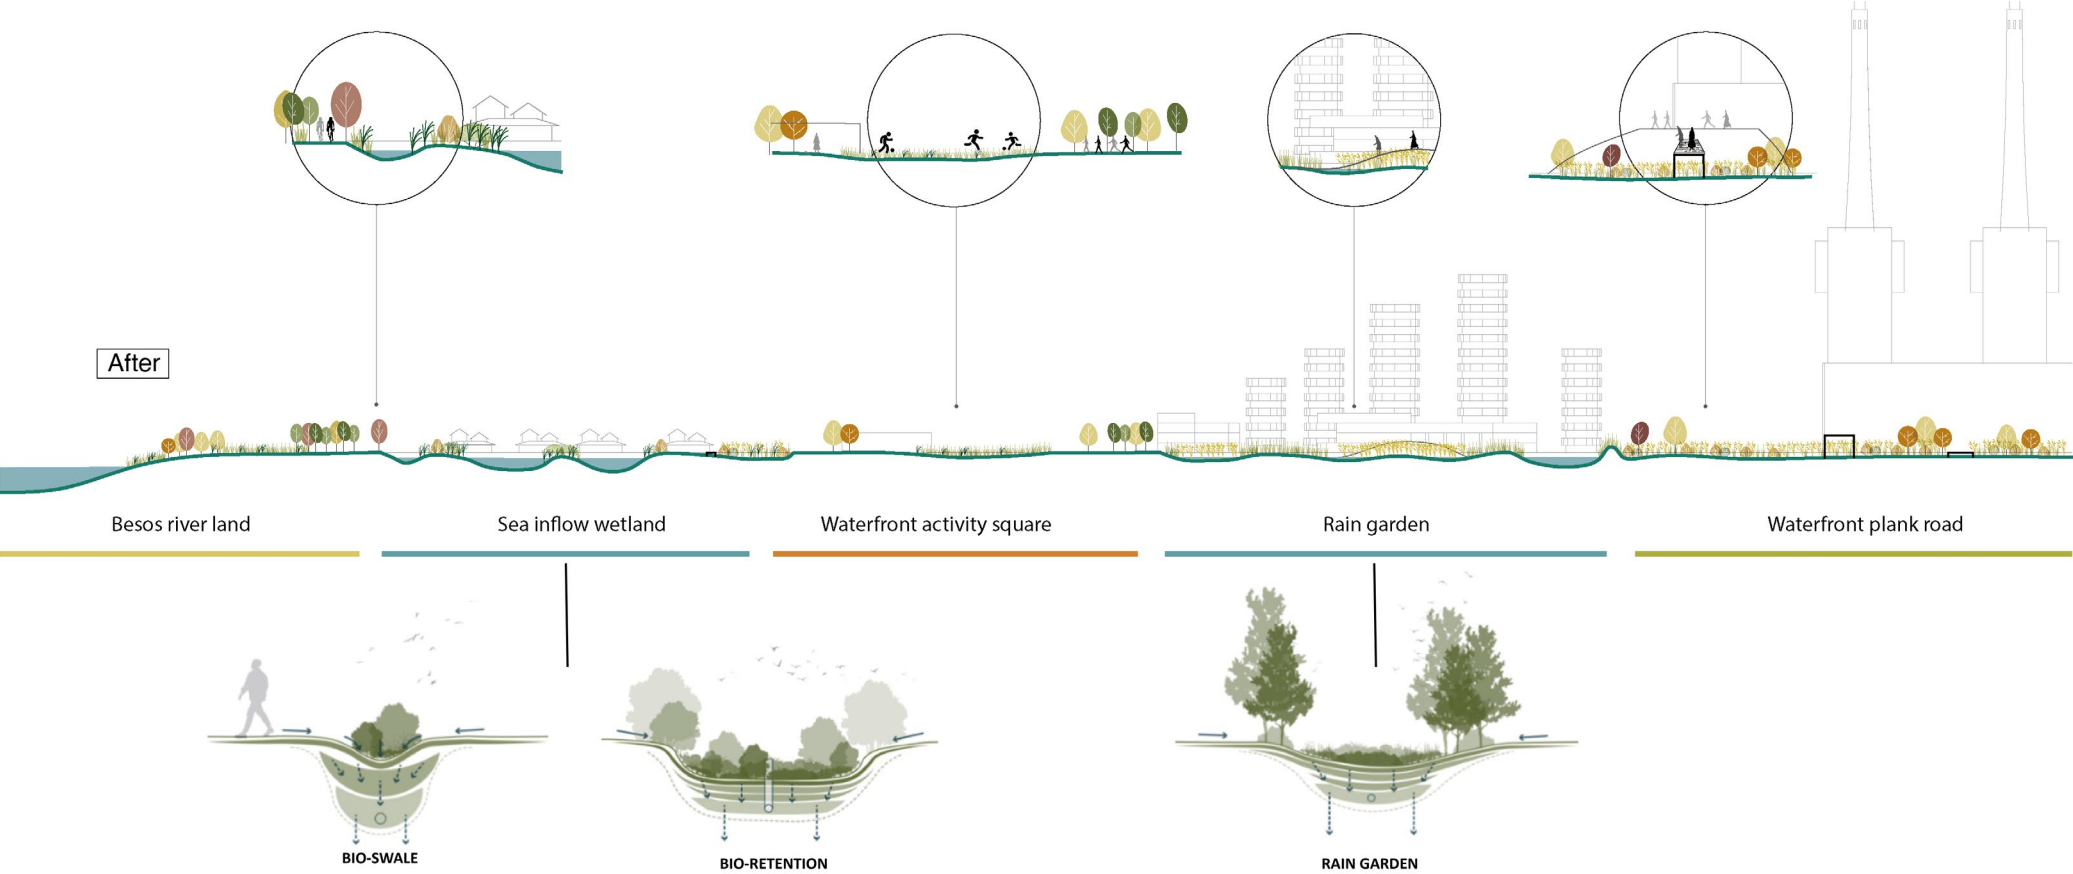 After
Besos river land
Sea inflow wetland
Waterfront activity square
Rain garden
Waterfront plank road
BIO-SWALE
BIO-RETENTION
RAIN GARDEN